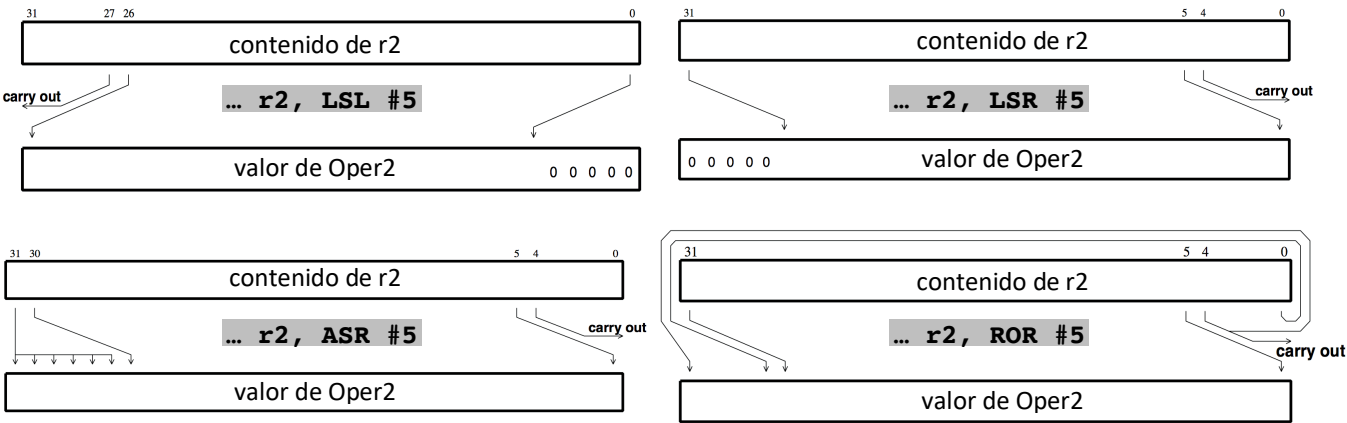 31 27 26 0
contenido de r2
carry out
… r2, LSL #5
valor de Oper2 0 0 0 0 0
31 5 4 0
contenido de r2
… r2, LSR #5
carry out
0 0 0 0 0 valor de Oper2
31 30 5 4 0
contenido de r2
… r2, ASR #5
carry out
valor de Oper2
31 5 4 0
contenido de r2
… r2, ROR #5
carry out
valor de Oper2